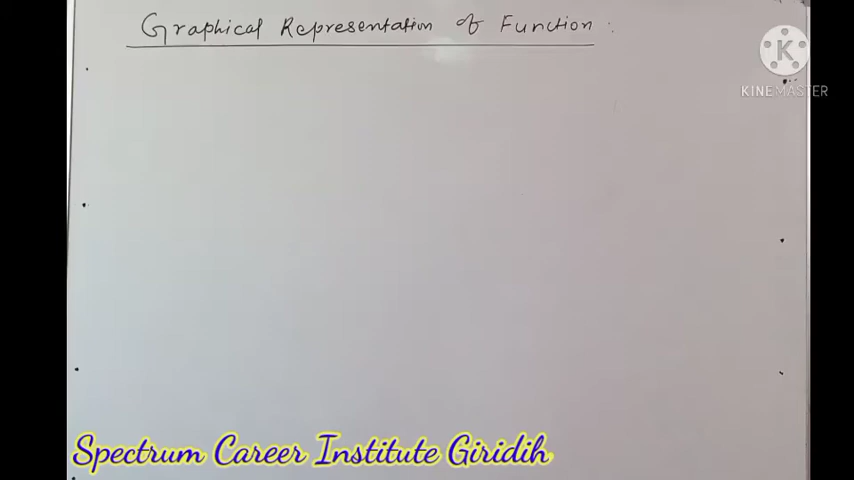 Graphical Representation of Function :
K
KINEMASTER
Spectrum Career Institute Giridih